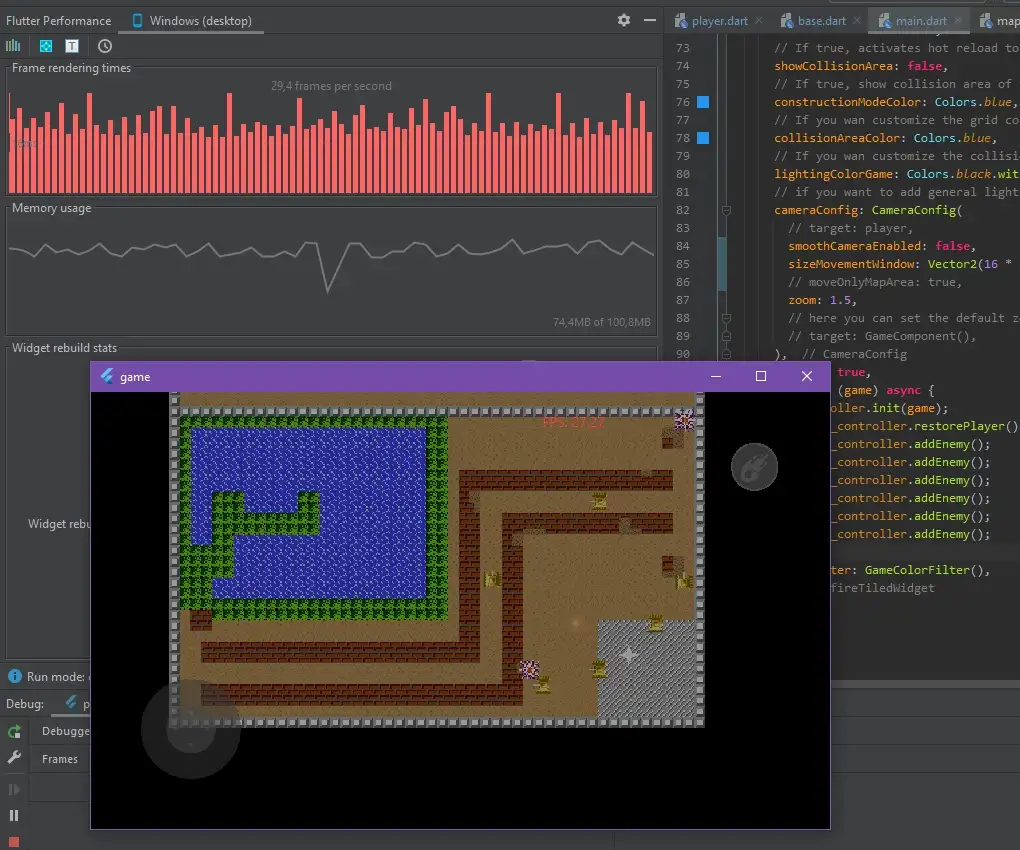 Flutter Performance
Windows (desktop)
Frame rendering times
29,4 frames per second
Memory usage
74,4MB of 100,8MB
Widget rebuild stats
Widget rebu
Run mode:
Debug:
p
Debugge
Frames
player.dart
base.dart
main.dart
map
73 // If true, activates hot reload to
74 showCollisionArea: false,
75 // If true, show collision area of
76 constructionModeColor: Colors.blue,
77 // If you wan customize the grid co
78 collisionAreaColor: Colors.blue,
79 // If you wan customize the collisi
80 lightingColorGame: Colors.black.wit
81 // if you want to add general light
82 cameraConfig: CameraConfig(
83 // target: player,
84 smoothCameraEnabled: false,
85 sizeMovementWindow: Vector2(16 *
86 // moveOnlyMapArea: true,
87 zoom: 1.5,
88 // here you can set the default z
89 // target: GameComponent(),
90 ), // CameraConfig
true,
(game) async {
oller.init(game);
_controller.restorePlayer()
_controller.addEnemy();
_controller.addEnemy();
_controller.addEnemy();
_controller.addEnemy();
_controller.addEnemy();
_controller.addEnemy();
ter: GameColorFilter(),
fireTiledWidget
game
FPS: 27.27